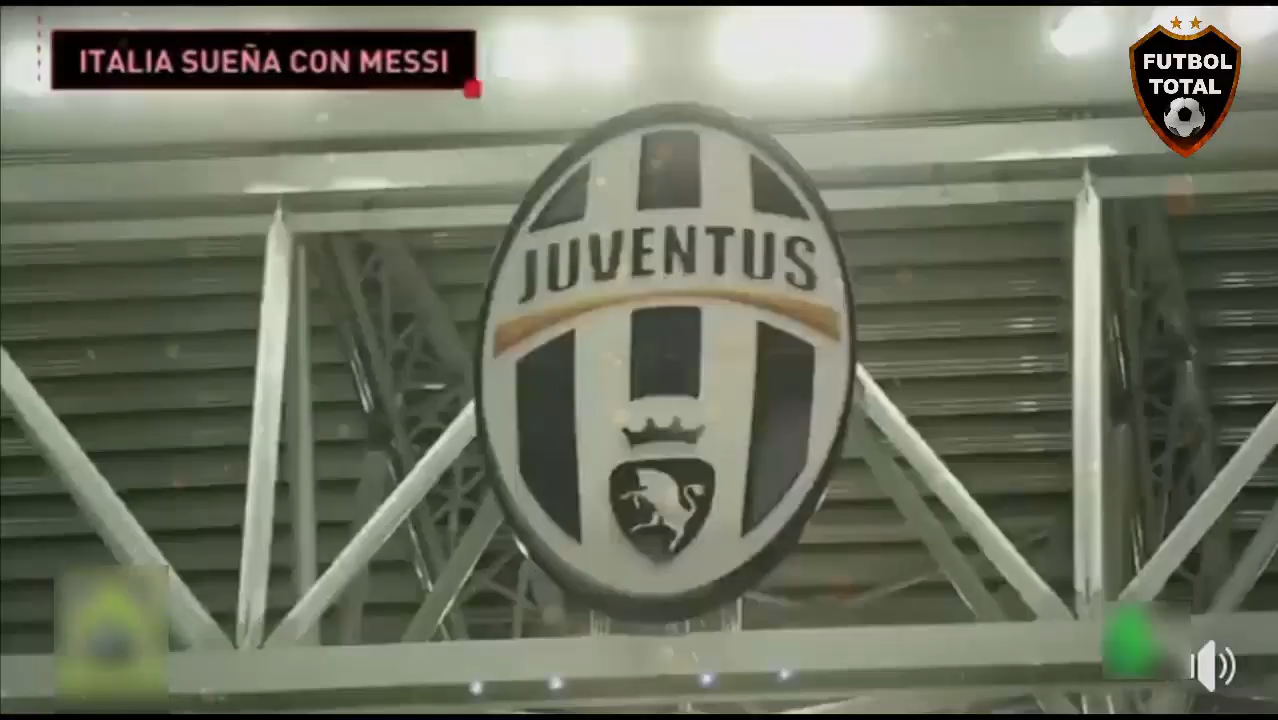 ITALIA SUEÑA CON MESSI
FUTBOL
TOTAL
JUVENTUS